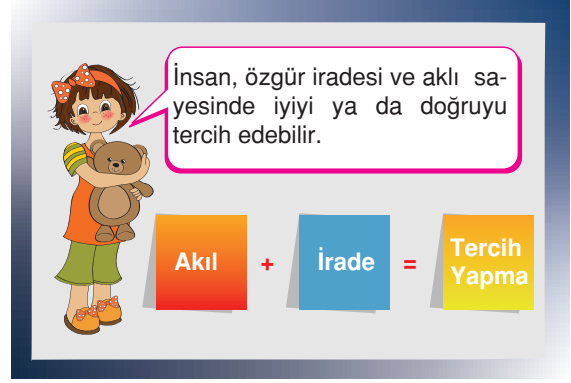 İnsan, özgür iradesi ve aklı sa-
yesinde iyiyi ya da doğruyu
tercih edebilir.
Akıl + İrade = Tercih
Yapma